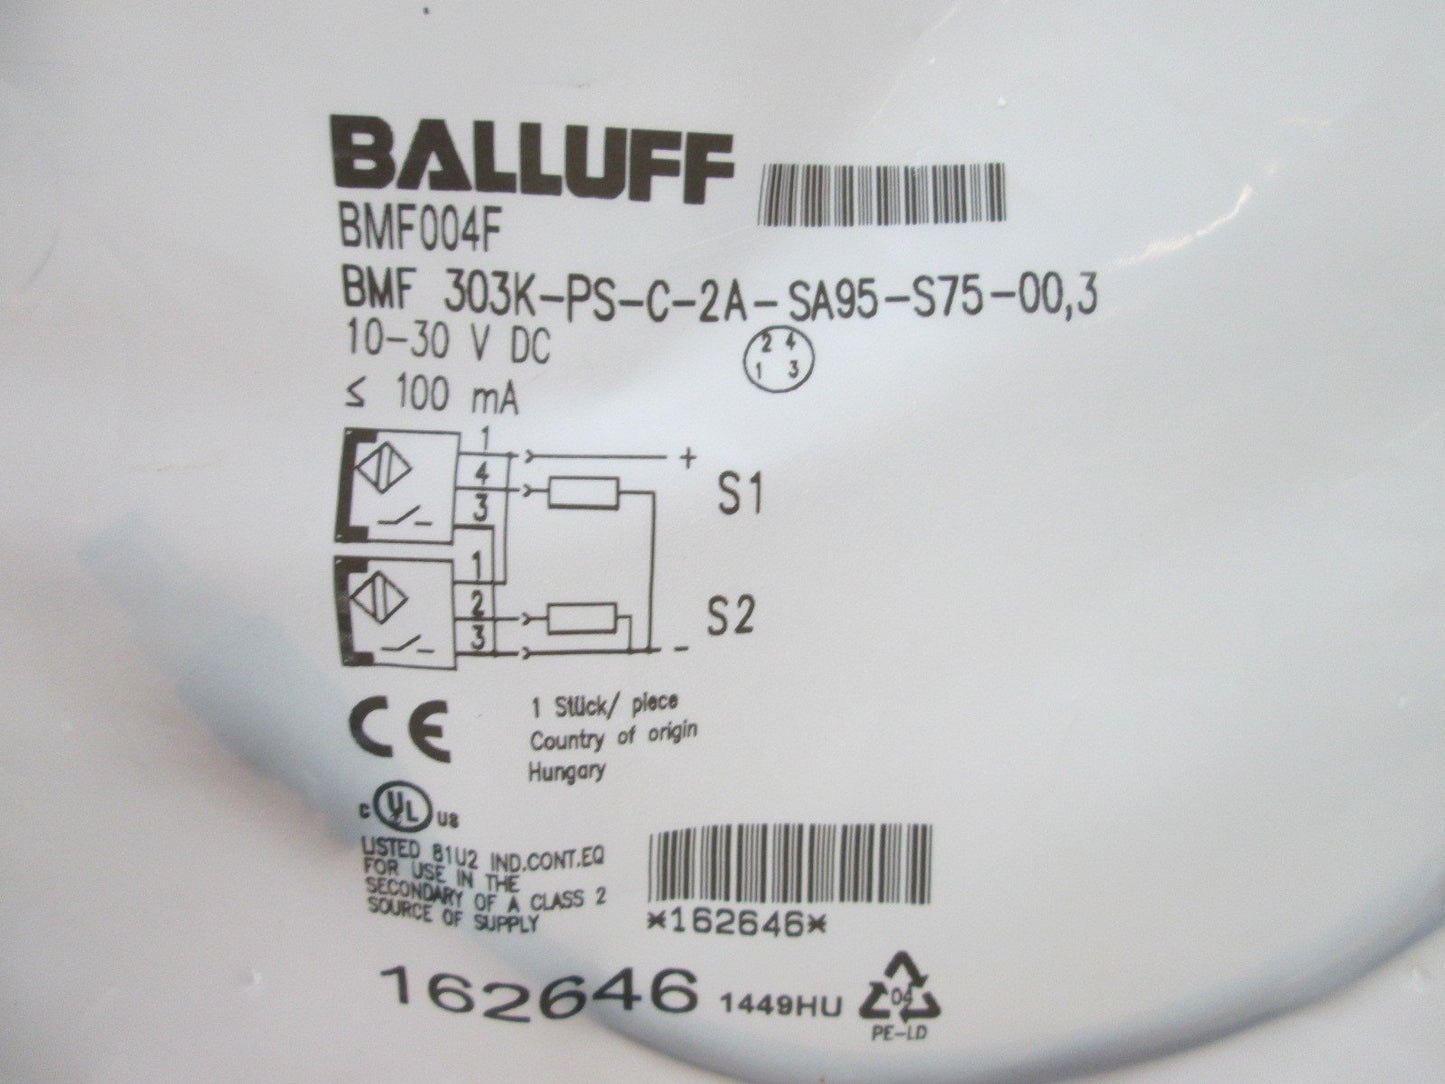 BALLUFF
BMF004F
BMF 303K-PS-C-2A-SA95-S75-00,3
10-30 V DC
≤ 100 mA
2 4
1 3
1
4
3
+
S1
1
2
3
-
S2
CE
1 Stück/ piece
Country of origin
Hungary
c UL us
LISTED 81U2 IND.CONT.EQ
FOR USE IN THE
SECONDARY OF A CLASS 2
SOURCE OF SUPPLY
*162646*
162646 1449HU
04
PE-LD